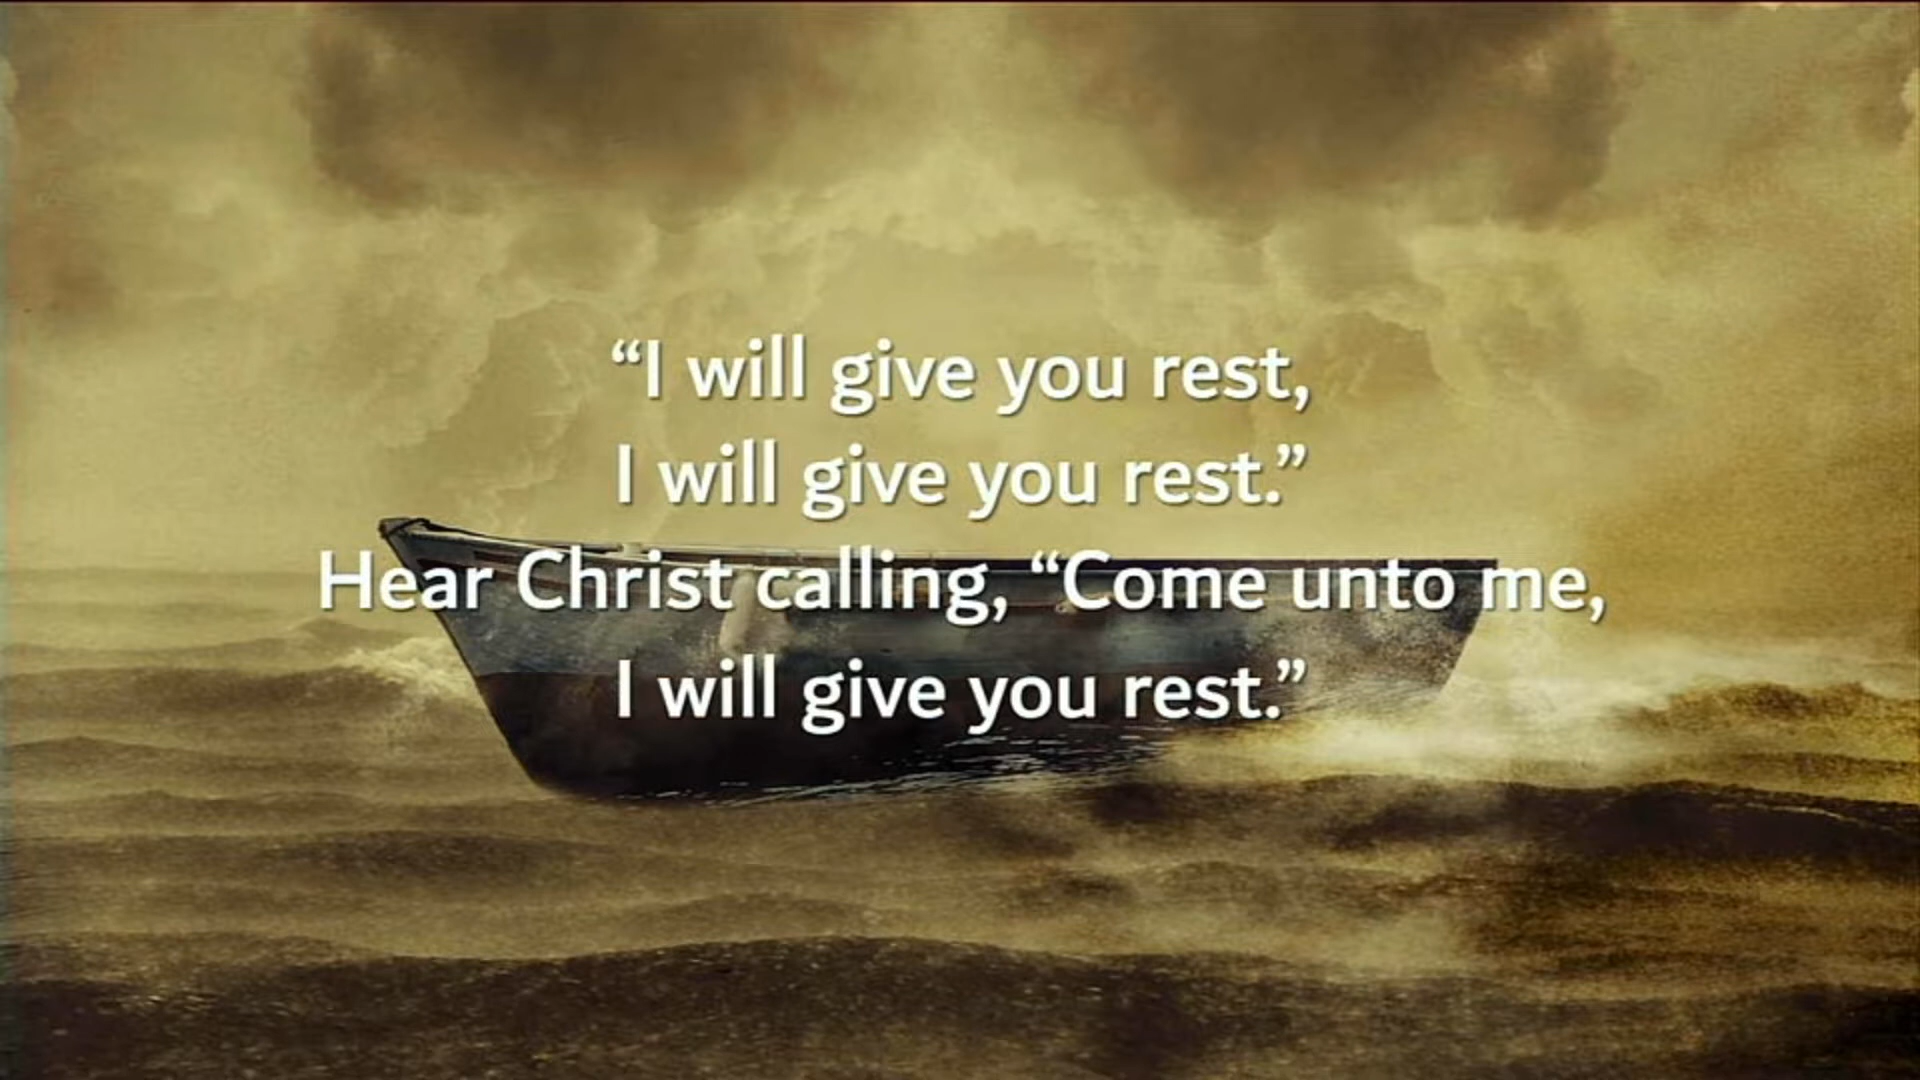 “I will give you rest,
I will give you rest.”
Hear Christ calling, “Come unto me,
I will give you rest.”